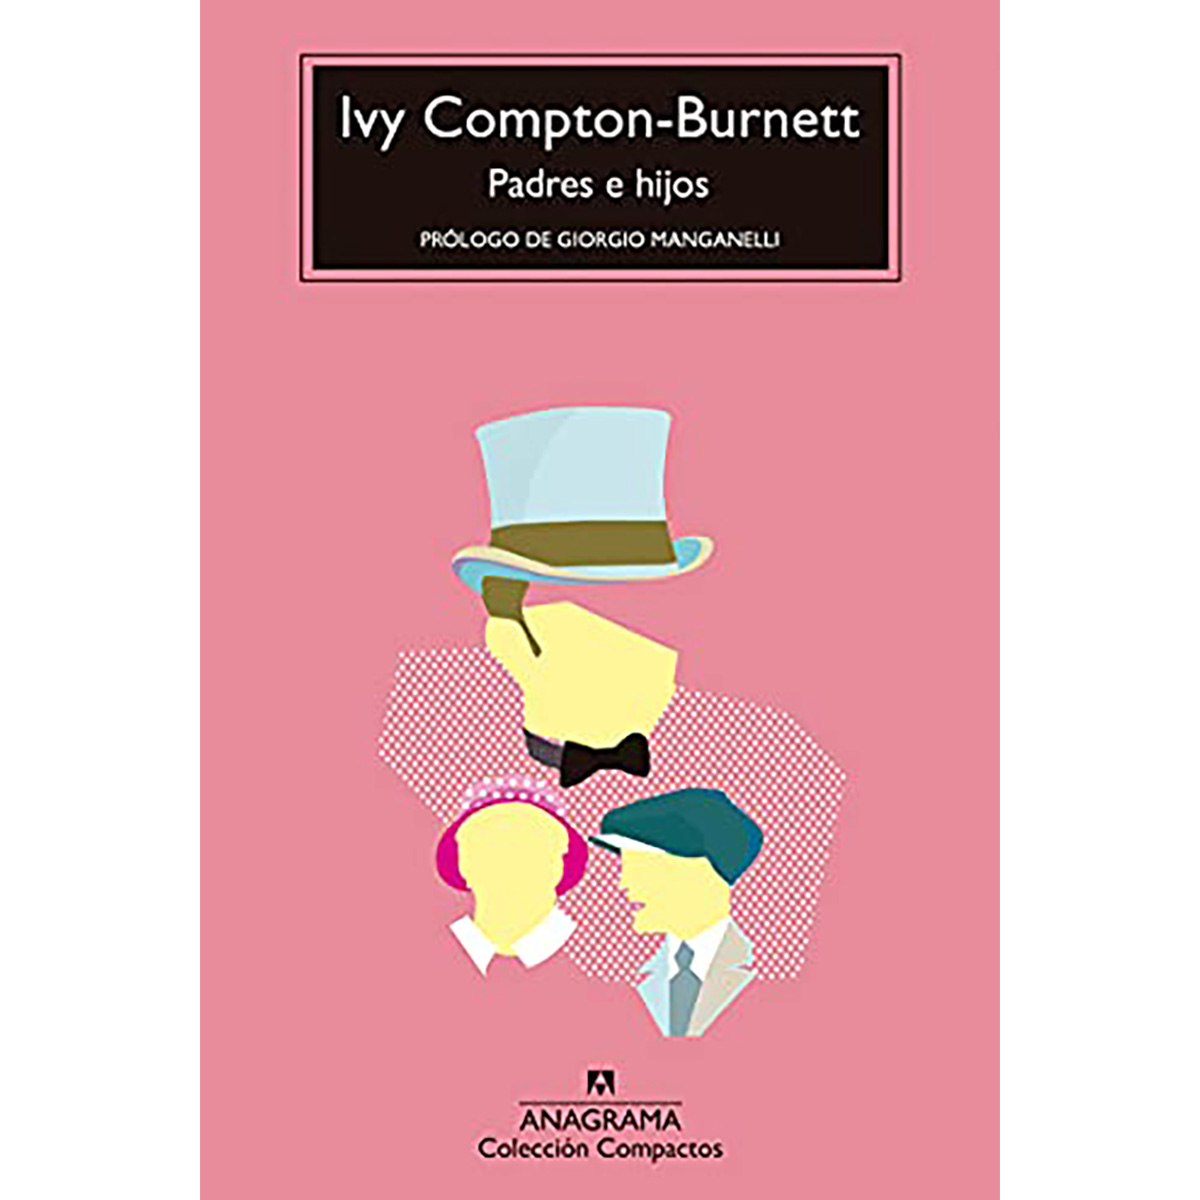 Ivy Compton-Burnett
Padres e hijos
PRÓLOGO DE GIORGIO MANGANELLI
ANAGRAMA
Colección Compactos